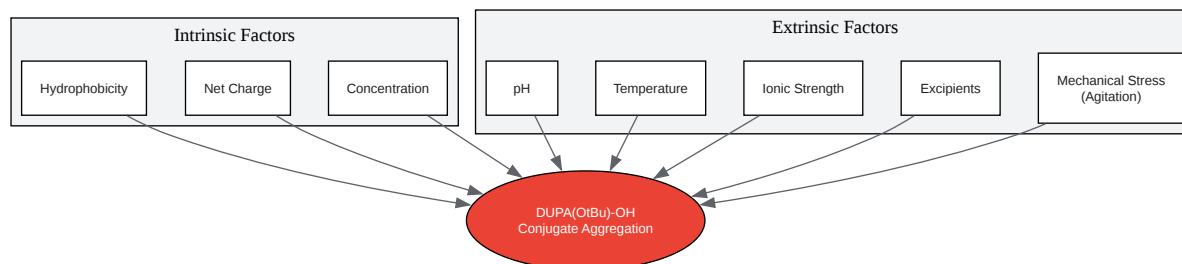 Intrinsic Factors
Extrinsic Factors
Hydrophobicity
Net Charge
Concentration
pH
Temperature
Ionic Strength
Excipients
Mechanical Stress
(Agitation)
DUPA(OtBu)-OH
Conjugate Aggregation